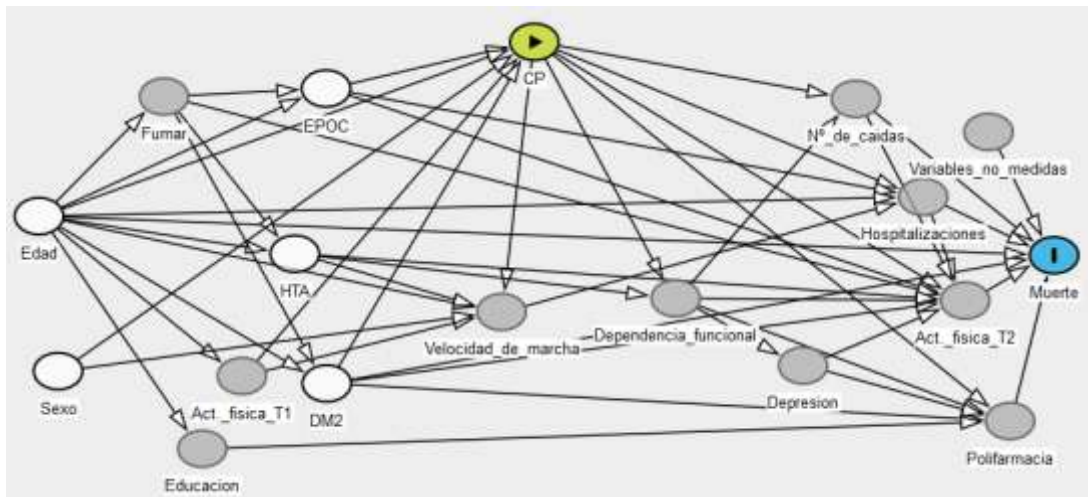 CP
Fumar
EPOC
Nº_de_caidas
Variables_no_medidas
Edad
Hospitalizaciones
HTA
Muerte
Velocidad_de_marcha
Dependencia_funcional
Act._fisica_T2
Sexo
Act._fisica_T1
DM2
Depresion
Educacion
Polifarmacia